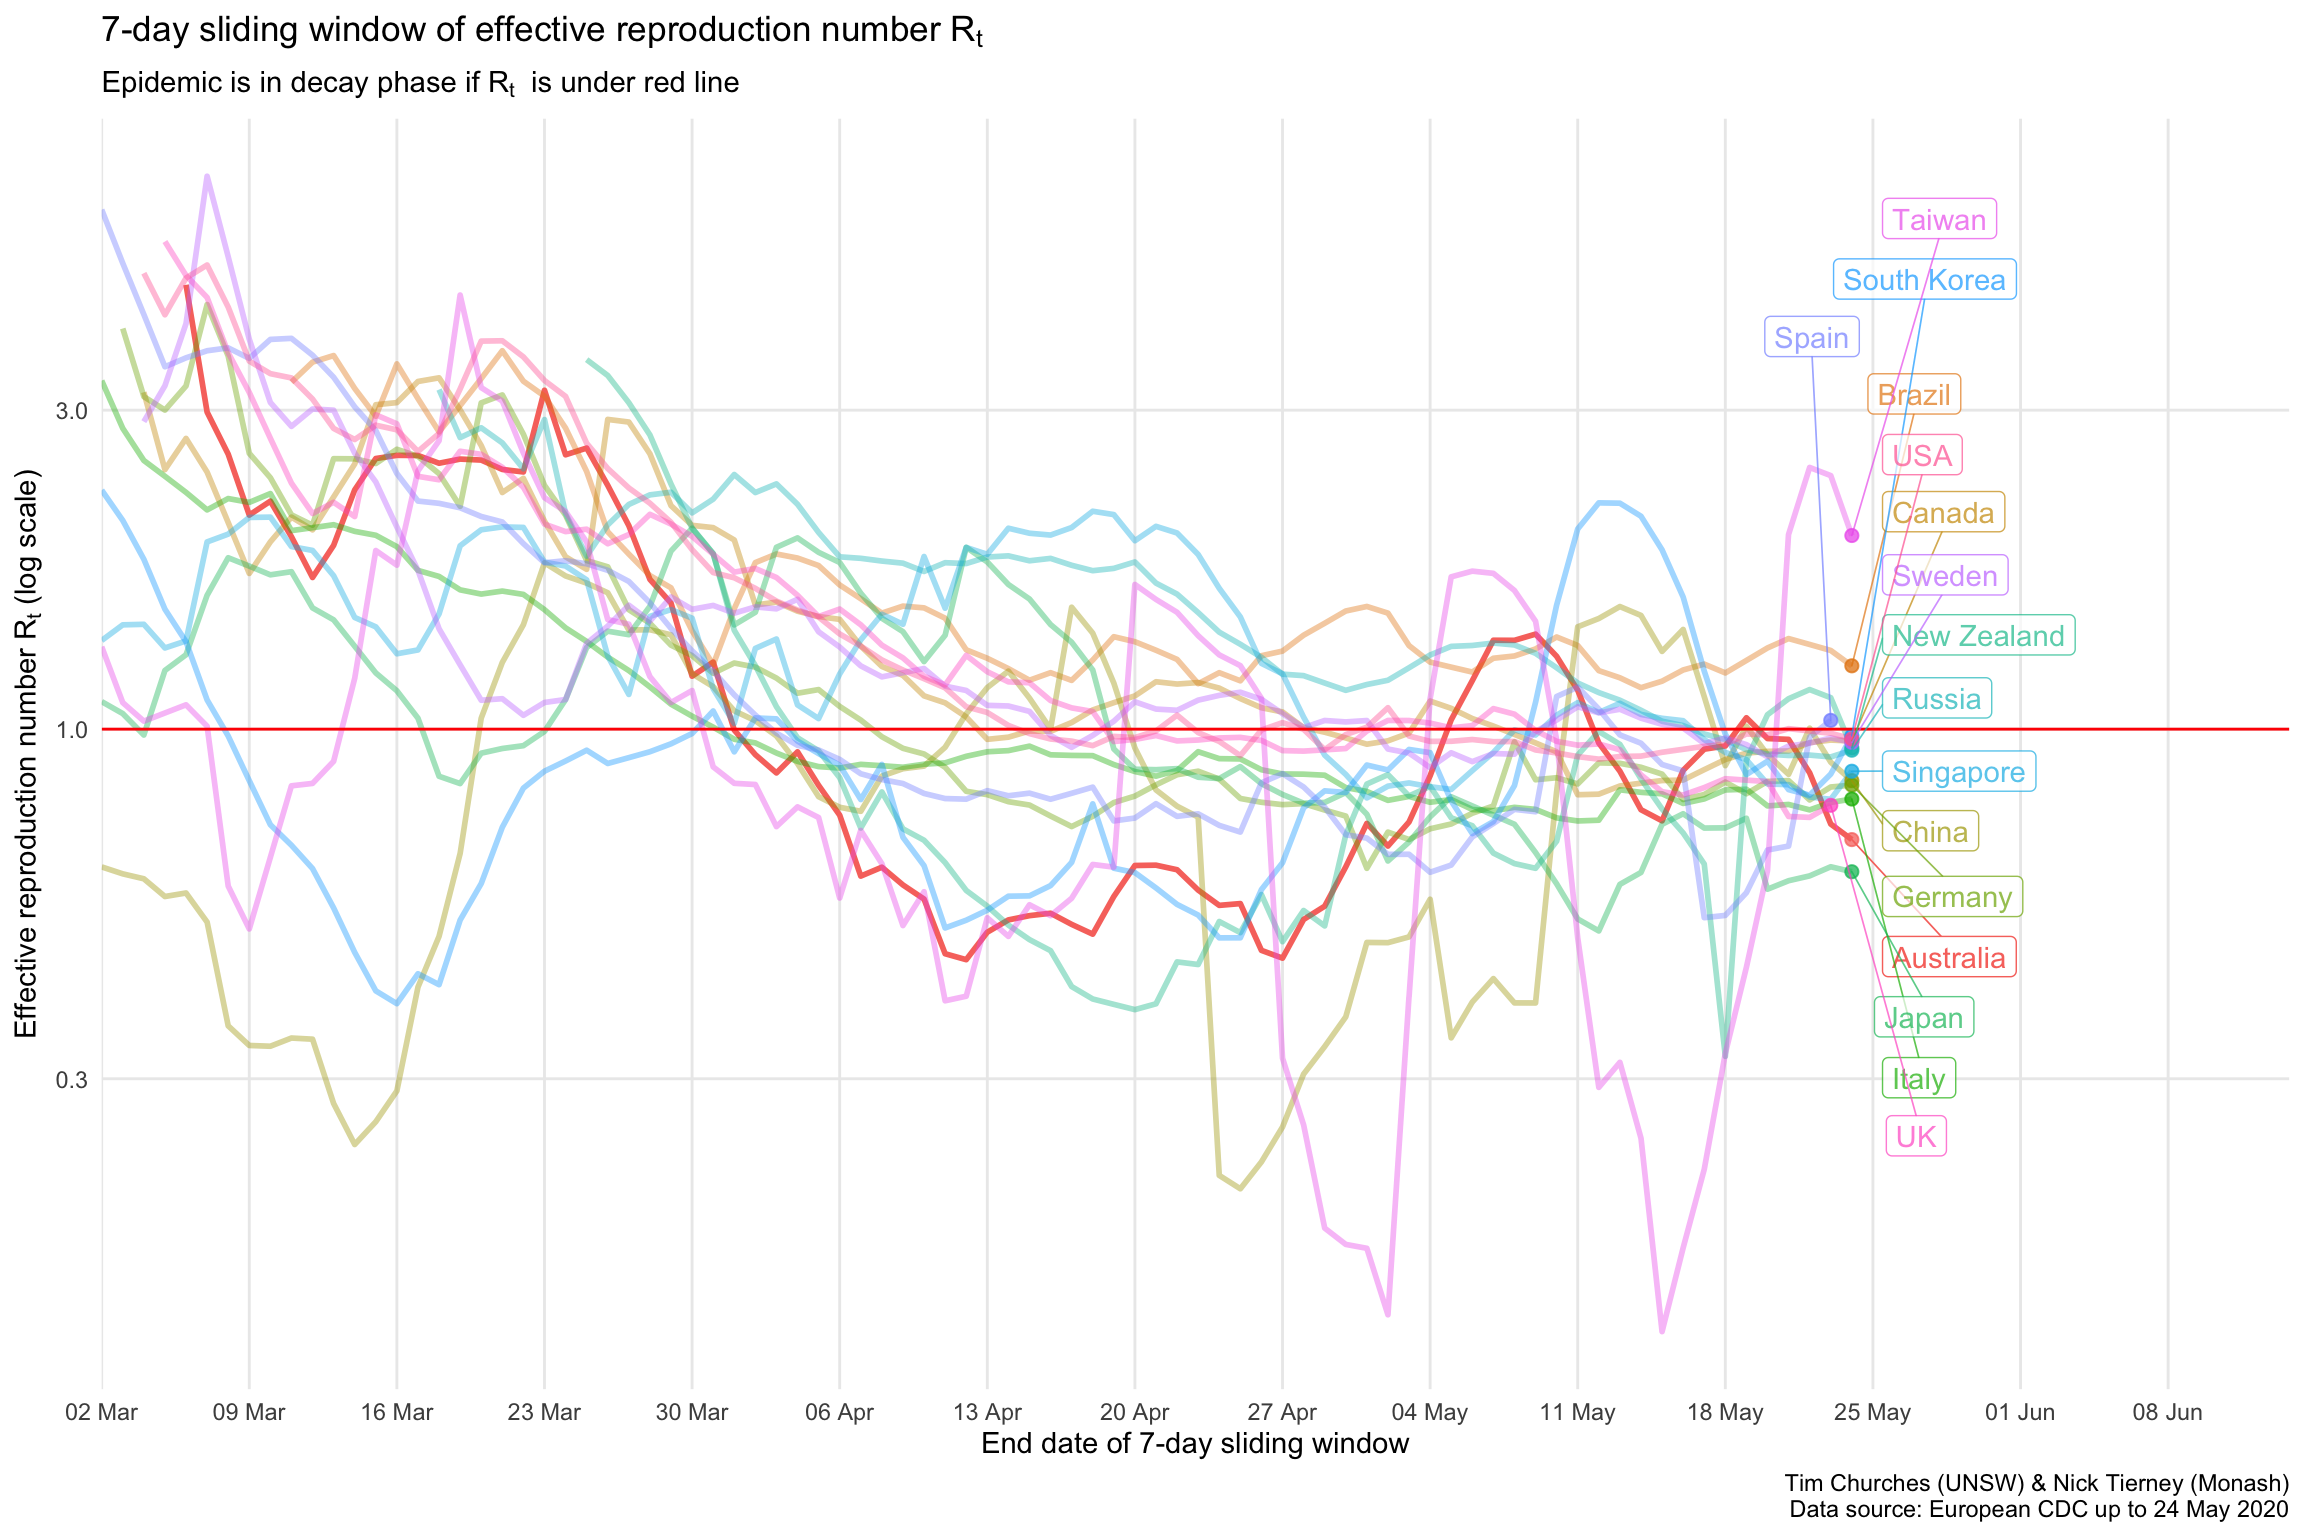 7-day sliding window of effective reproduction number Rt
Epidemic is in decay phase if Rt is under red line
Effective reproduction number Rt (log scale)
3.0
1.0
0.3
Taiwan
South Korea
Spain
Brazil
USA
Canada
Sweden
New Zealand
Russia
Singapore
China
Germany
Australia
Japan
Italy
UK
02 Mar
09 Mar
16 Mar
23 Mar
30 Mar
06 Apr
13 Apr
20 Apr
27 Apr
04 May
11 May
18 May
25 May
01 Jun
08 Jun
End date of 7-day sliding window
Tim Churches (UNSW) & Nick Tierney (Monash)
Data source: European CDC up to 24 May 2020